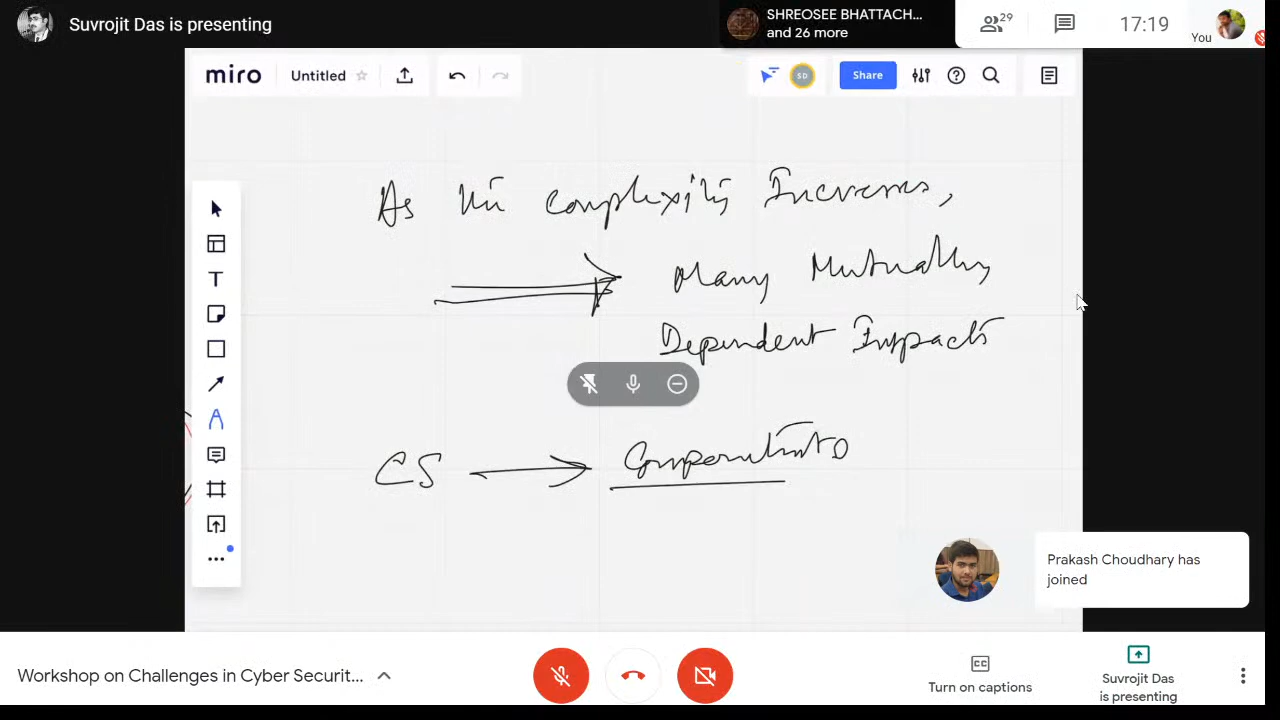 Suvrojit Das is presenting
SHREOSEE BHATTACH...
and 26 more
29
17:19
You
miro
Untitled
SD
Share
As the complexity Increases,
Many Mutually
Dependent Impacts
CS
T
Prakash Choudhary has
joined
Workshop on Challenges in Cyber Securit...
CC
Turn on captions
Suvrojit Das
is presenting